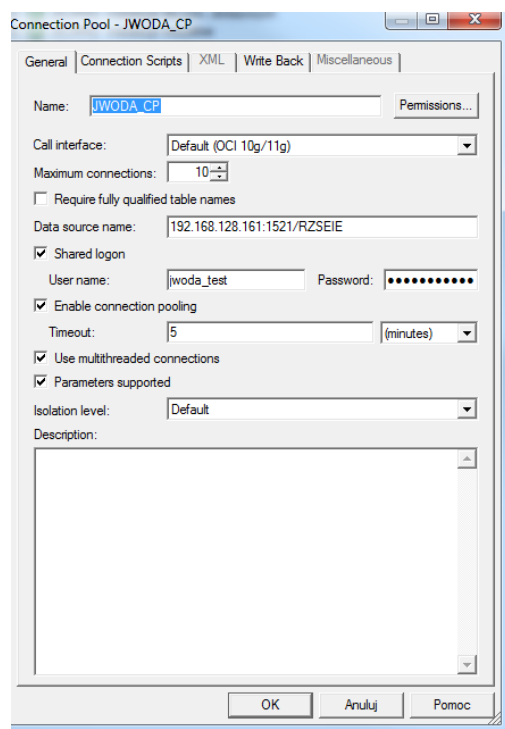 Connection Pool - JWODA_CP
General Connection Scripts XML Write Back Miscellaneous
Name: JWODA_CP Permissions...
Call interface: Default (OCI 10g/11g)
Maximum connections: 10
Require fully qualified table names
Data source name: 192.168.128.161:1521/RZSEIE
Shared logon
User name: jwoda_test Password: ●●●●●●●●●●●
Enable connection pooling
Timeout: 5 (minutes)
Use multithreaded connections
Parameters supported
Isolation level: Default
Description:
OK Anuluj Pomoc